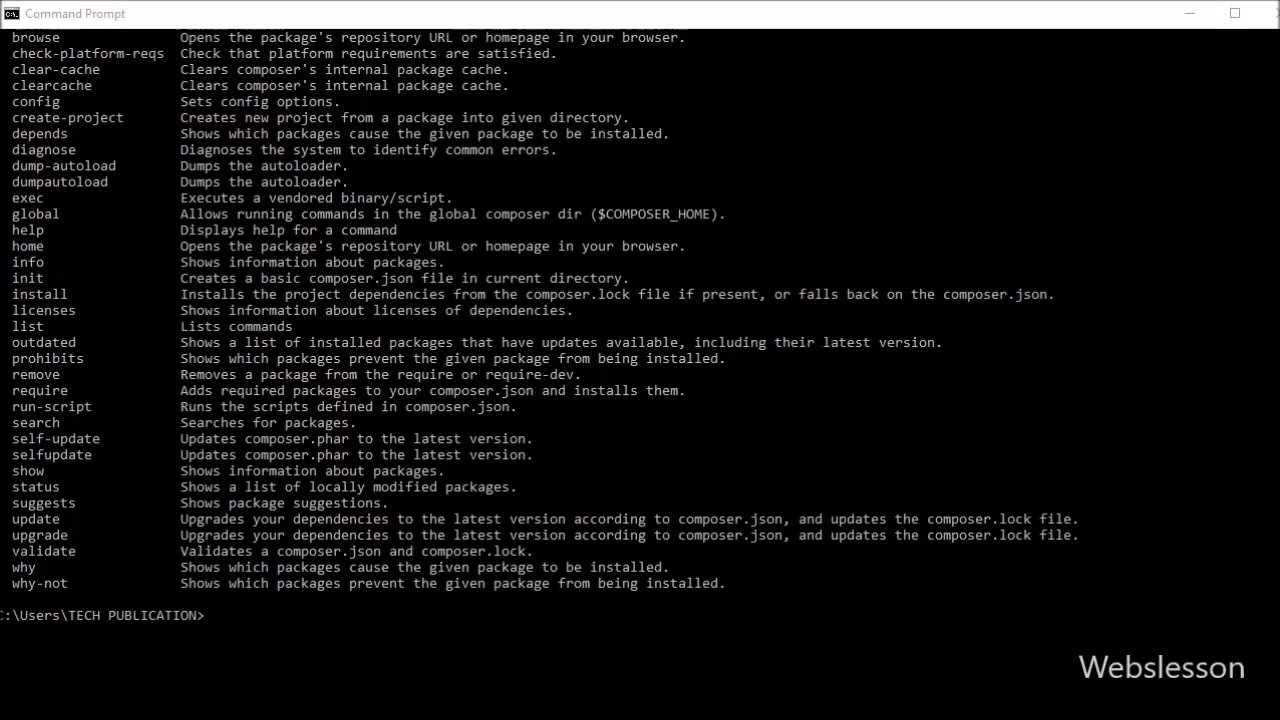 Command Prompt
browse Opens the package's repository URL or homepage in your browser.
check-platform-reqs Check that platform requirements are satisfied.
clear-cache Clears composer's internal package cache.
clearcache Clears composer's internal package cache.
config Sets config options.
create-project Creates new project from a package into given directory.
depends Shows which packages cause the given package to be installed.
diagnose Diagnoses the system to identify common errors.
dump-autoload Dumps the autoloader.
dumpautoload Dumps the autoloader.
exec Executes a vendored binary/script.
global Allows running commands in the global composer dir ($COMPOSER_HOME).
help Displays help for a command
home Opens the package's repository URL or homepage in your browser.
info Shows information about packages.
init Creates a basic composer.json file in current directory.
install Installs the project dependencies from the composer.lock file if present, or falls back on the composer.json.
licenses Shows information about licenses of dependencies.
list Lists commands
outdated Shows a list of installed packages that have updates available, including their latest version.
prohibits Shows which packages prevent the given package from being installed.
remove Removes a package from the require or require-dev.
require Adds required packages to your composer.json and installs them.
run-script Runs the scripts defined in composer.json.
search Searches for packages.
self-update Updates composer.phar to the latest version.
selfupdate Updates composer.phar to the latest version.
show Shows information about packages.
status Shows a list of locally modified packages.
suggests Shows package suggestions.
update Upgrades your dependencies to the latest version according to composer.json, and updates the composer.lock file.
upgrade Upgrades your dependencies to the latest version according to composer.json, and updates the composer.lock file.
validate Validates a composer.json and composer.lock.
why Shows which packages cause the given package to be installed.
why-not Shows which packages prevent the given package from being installed.
C:\Users\TECH PUBLICATION>
Webslesson